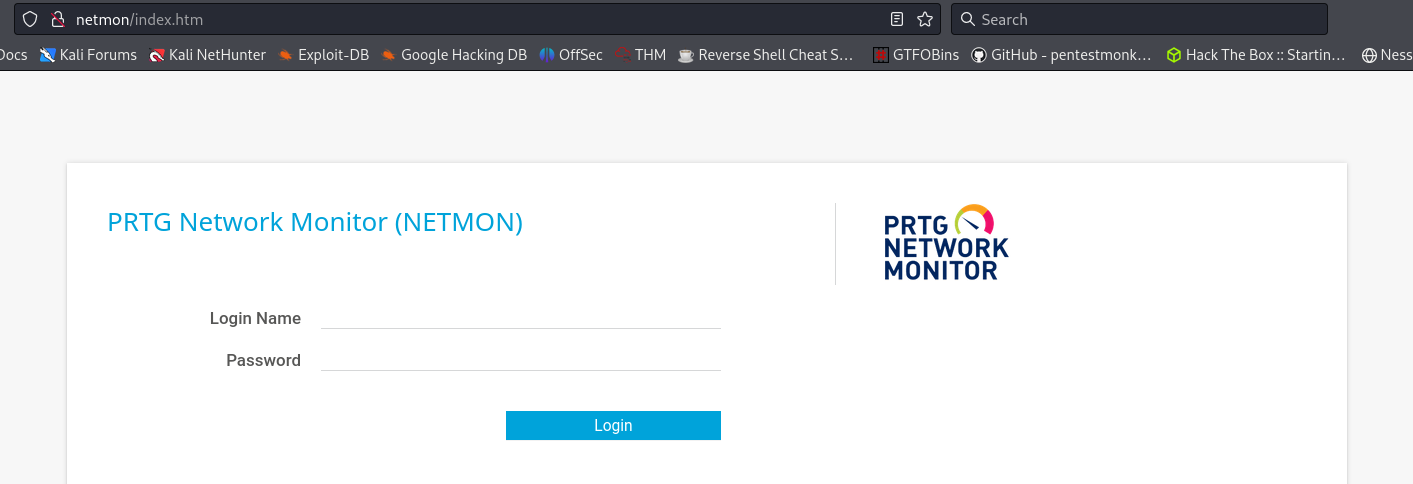 netmon/index.htm
Search
Docs Kali Forums Kali NetHunter Exploit-DB Google Hacking DB OffSec THM Reverse Shell Cheat S… GTFOBins GitHub - pentestmonk… Hack The Box :: Startin… Ness
PRTG Network Monitor (NETMON)
PRTG
NETWORK
MONITOR
Login Name
Password
Login